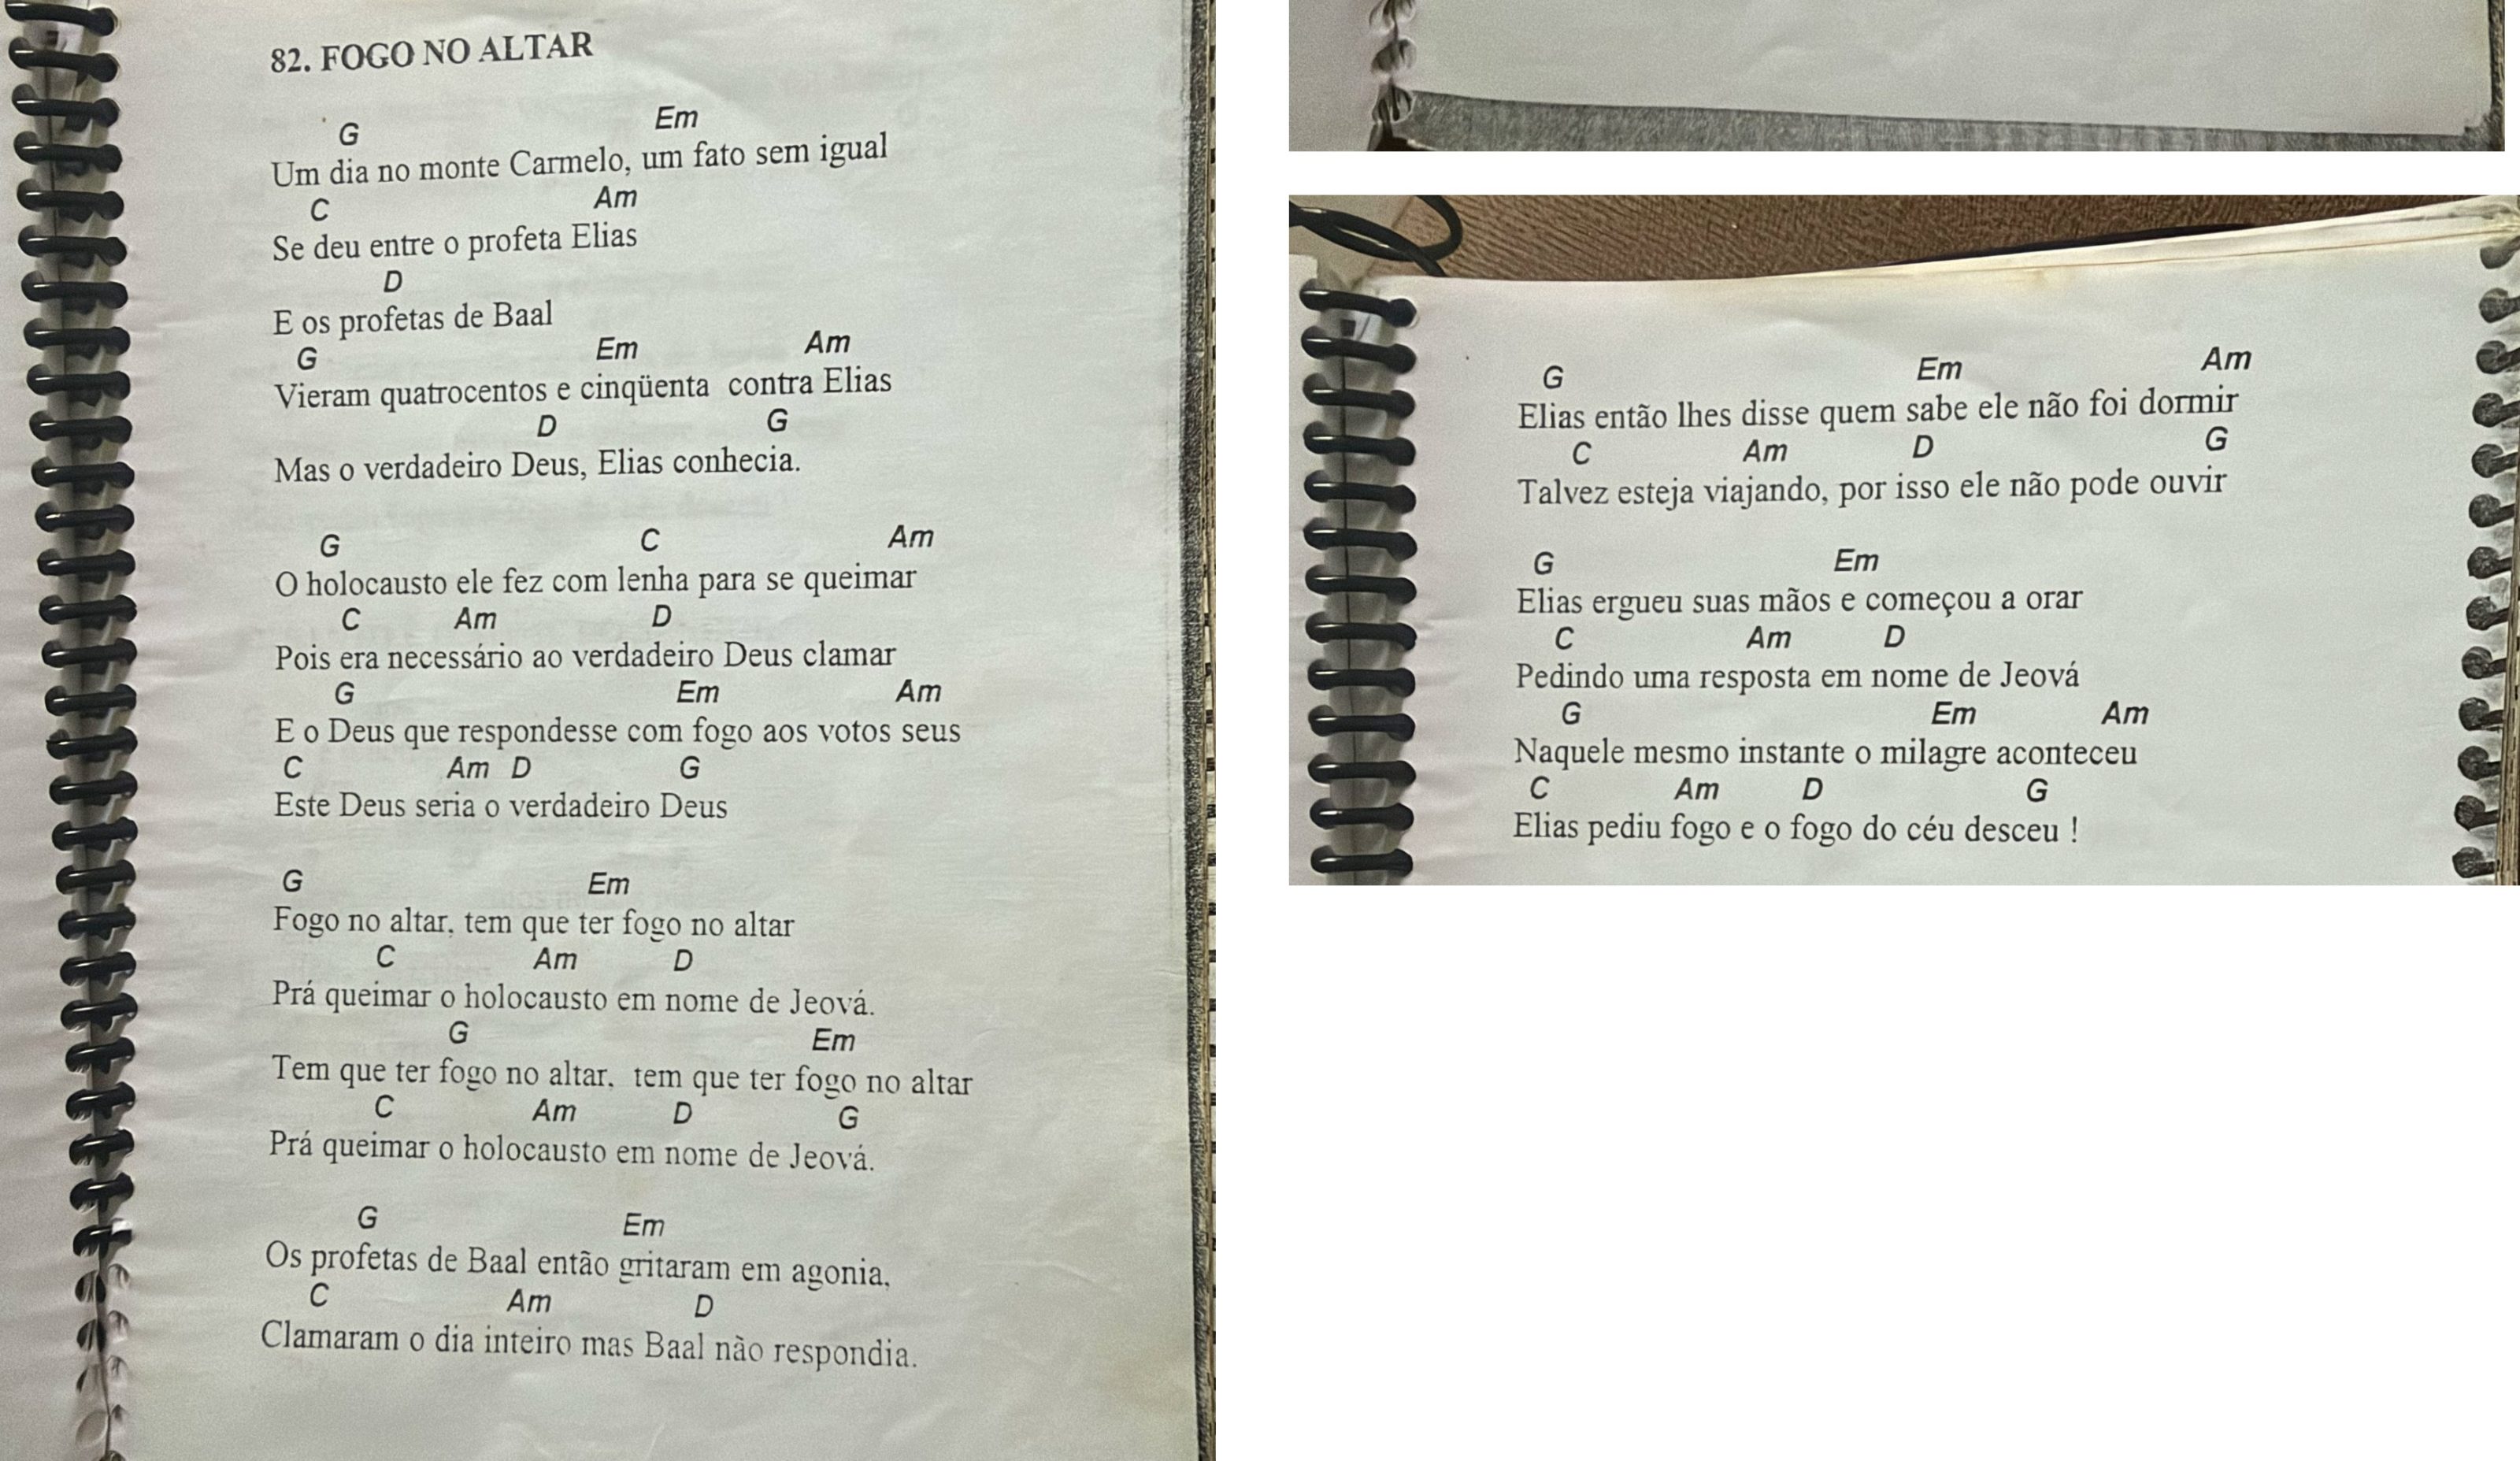 82. FOGO NO ALTAR
G Em
Um dia no monte Carmelo, um fato sem igual
C Am
Se deu entre o profeta Elias
D
E os profetas de Baal
G Em Am
Vieram quatrocentos e cinqüenta contra Elias
D G
Mas o verdadeiro Deus, Elias conhecia.
G C Am
O holocausto ele fez com lenha para se queimar
C Am D
Pois era necessário ao verdadeiro Deus clamar
G Em Am
E o Deus que respondesse com fogo aos votos seus
C Am D G
Este Deus seria o verdadeiro Deus
G Em
Fogo no altar, tem que ter fogo no altar
C Am D
Prá queimar o holocausto em nome de Jeová.
G Em
Tem que ter fogo no altar, tem que ter fogo no altar
C Am D G
Prá queimar o holocausto em nome de Jeová.
G Em
Os profetas de Baal então gritaram em agonia,
C Am D
Clamaram o dia inteiro mas Baal não respondia.
G Em Am
Elias então lhes disse quem sabe ele não foi dormir
C Am D G
Talvez esteja viajando, por isso ele não pode ouvir
G Em
Elias ergueu suas mãos e começou a orar
C Am D
Pedindo uma resposta em nome de Jeová
G Em Am
Naquele mesmo instante o milagre aconteceu
C Am D G
Elias pediu fogo e o fogo do céu desceu !